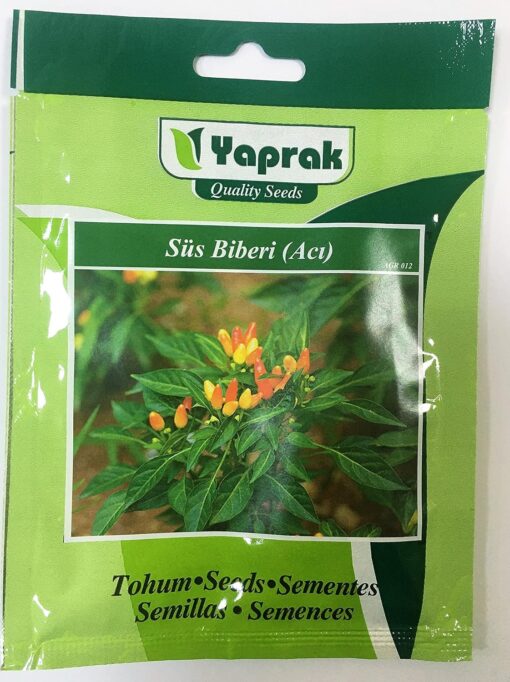 Yaprak
Quality Seeds
Süs Biberi (Acı)
AGR 012
Tohum•Seeds•Sementes
Semillas • Semences